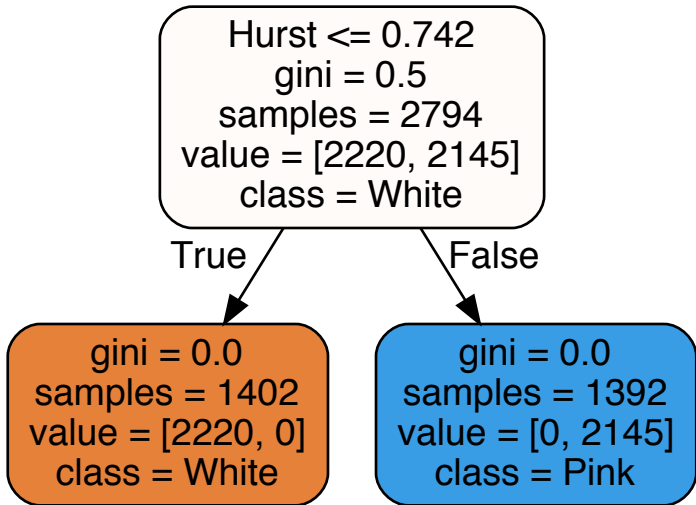 Hurst <= 0.742
gini = 0.5
samples = 2794
value = [2220, 2145]
class = White
True
False
gini = 0.0
samples = 1402
value = [2220, 0]
class = White
gini = 0.0
samples = 1392
value = [0, 2145]
class = Pink